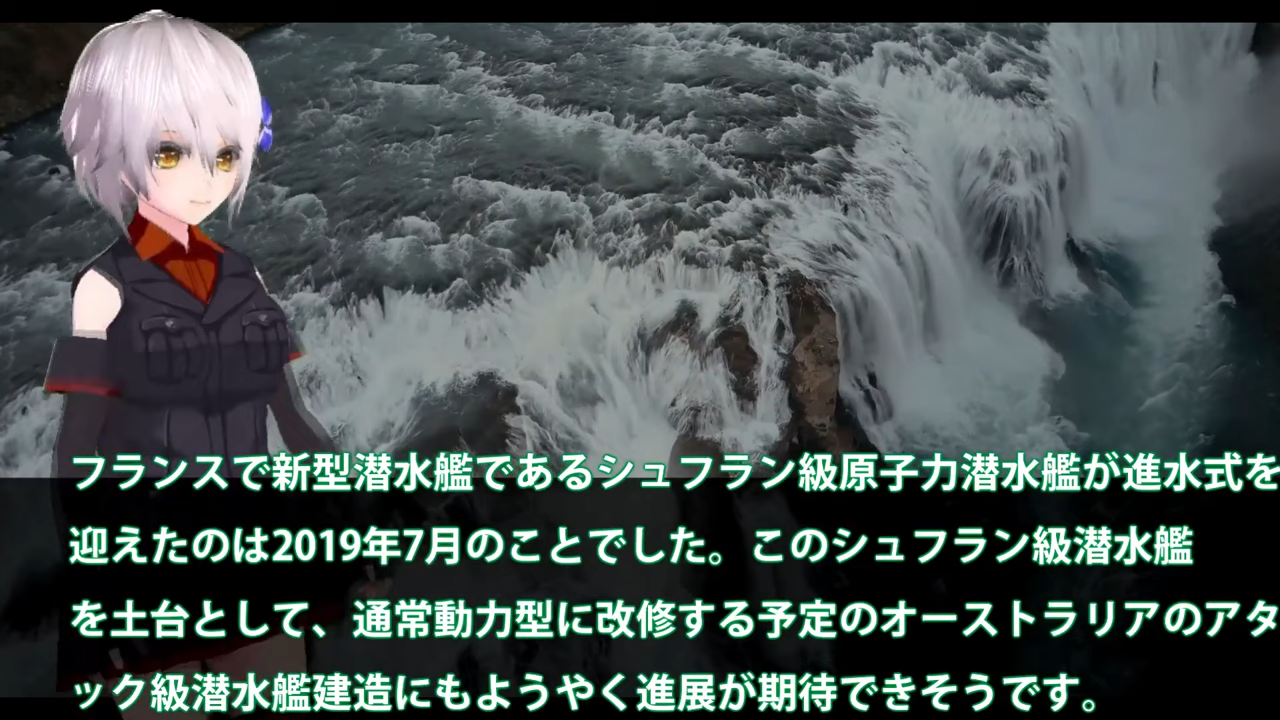 フランスで新型潜水艦であるシュフラン級原子力潜水艦が進水式を
迎えたのは2019年7月のことでした。このシュフラン級潜水艦
を土台として、通常動力型に改修する予定のオーストラリアのアタ
ック級潜水艦建造にもようやく進展が期待できそうです。